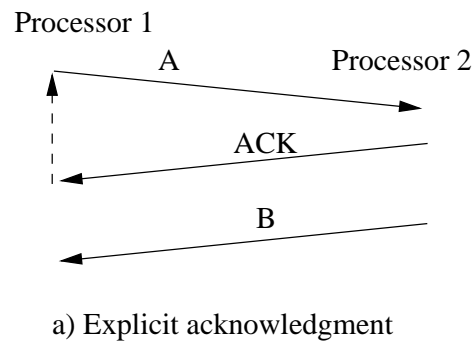 Processor 1
A
Processor 2
ACK
B
a) Explicit acknowledgment